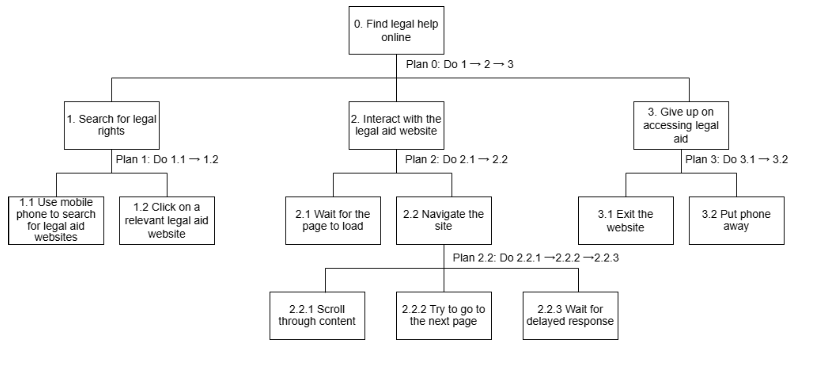 0. Find legal help
online
Plan 0: Do 1 → 2 → 3
1. Search for legal
rights
2. Interact with the
legal aid website
3. Give up on
accessing legal
aid
Plan 1: Do 1.1 → 1.2
Plan 2: Do 2.1 → 2.2
Plan 3: Do 3.1 → 3.2
1.1 Use mobile
phone to search
for legal aid
websites
1.2 Click on a
relevant legal aid
website
2.1 Wait for the
page to load
2.2 Navigate the
site
3.1 Exit the
website
3.2 Put phone
away
Plan 2.2: Do 2.2.1 →2.2.2 →2.2.3
2.2.1 Scroll
through content
2.2.2 Try to go to
the next page
2.2.3 Wait for
delayed response